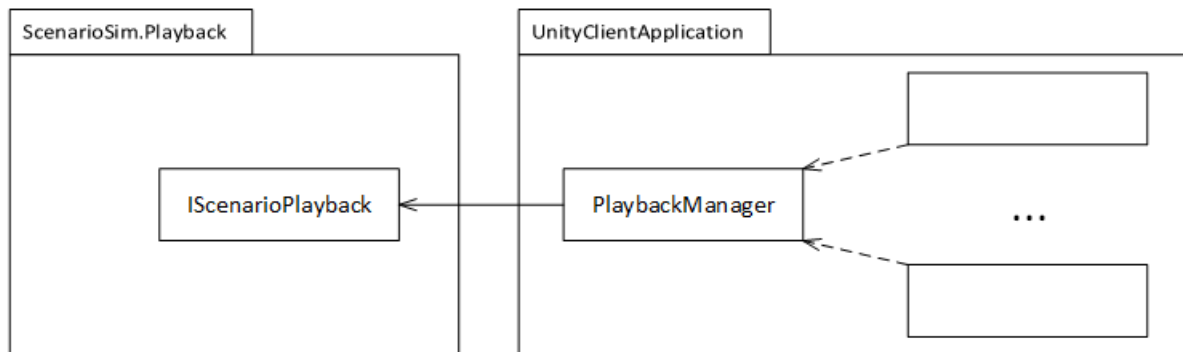 ScenarioSim.Playback
UnityClientApplication
IScenarioPlayback
PlaybackManager
...